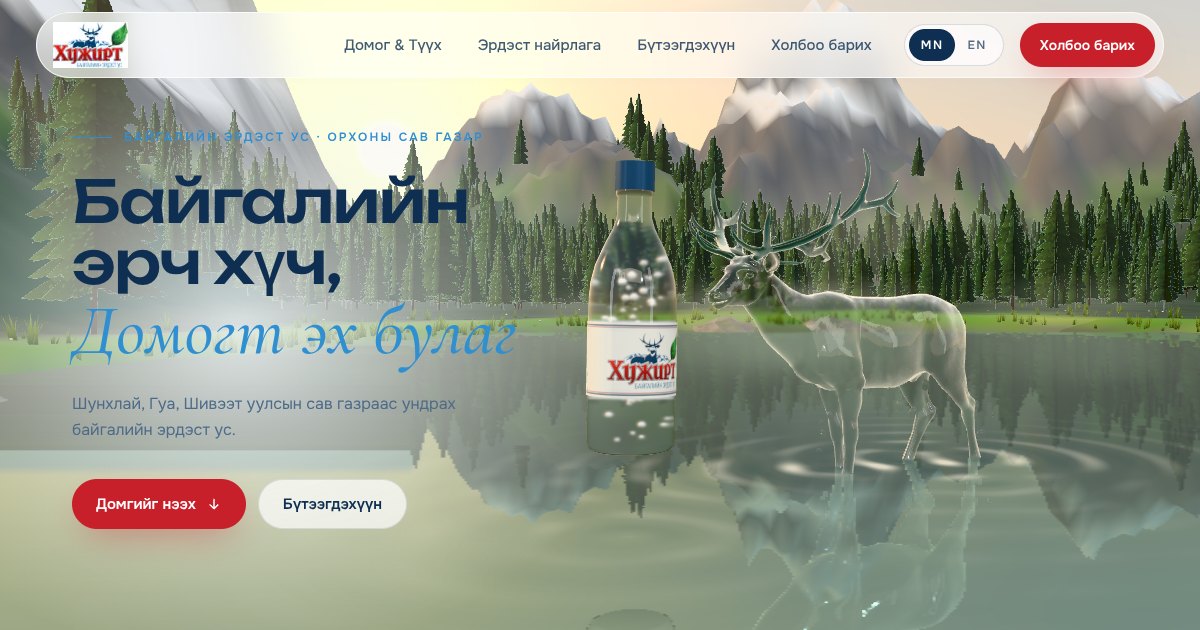 Хужирт
Домог & Түүх
Эрдэст найрлага
Бүтээгдэхүүн
Холбоо барих
MN
EN
Холбоо барих
БАЙГАЛИЙН ЭРДЭСТ УС · ОРХОНЫ САВ ГАЗАР
Байгалийн
эрч хүч,
Домогт эх булаг
Шунхлай, Гуа, Шивээт уулсын сав газраас ундрах
байгалийн эрдэст ус.
Домгийг нээх ↓
Бүтээгдэхүүн
Хужирт